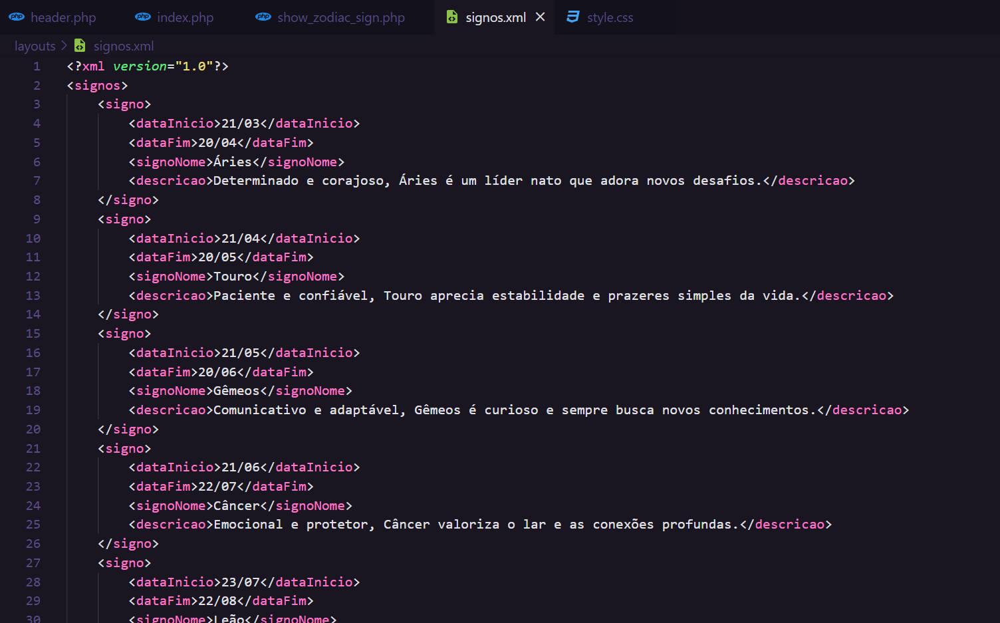 header.php index.php show_zodiac_sign.php signos.xml style.css
layouts > signos.xml
1 <?xml version="1.0"?>
2 <signos>
3 <signo>
4 <dataInicio>21/03</dataInicio>
5 <dataFim>20/04</dataFim>
6 <signoNome>Áries</signoNome>
7 <descricao>Determinado e corajoso, Áries é um líder nato que adora novos desafios.</descricao>
8 </signo>
9 <signo>
10 <dataInicio>21/04</dataInicio>
11 <dataFim>20/05</dataFim>
12 <signoNome>Touro</signoNome>
13 <descricao>Paciente e confiável, Touro aprecia estabilidade e prazeres simples da vida.</descricao>
14 </signo>
15 <signo>
16 <dataInicio>21/05</dataInicio>
17 <dataFim>20/06</dataFim>
18 <signoNome>Gêmeos</signoNome>
19 <descricao>Comunicativo e adaptável, Gêmeos é curioso e sempre busca novos conhecimentos.</descricao>
20 </signo>
21 <signo>
22 <dataInicio>21/06</dataInicio>
23 <dataFim>22/07</dataFim>
24 <signoNome>Câncer</signoNome>
25 <descricao>Emocional e protetor, Câncer valoriza o lar e as conexões profundas.</descricao>
26 </signo>
27 <signo>
28 <dataInicio>23/07</dataInicio>
29 <dataFim>22/08</dataFim>
30 <signoNome>Leão</signoNome>